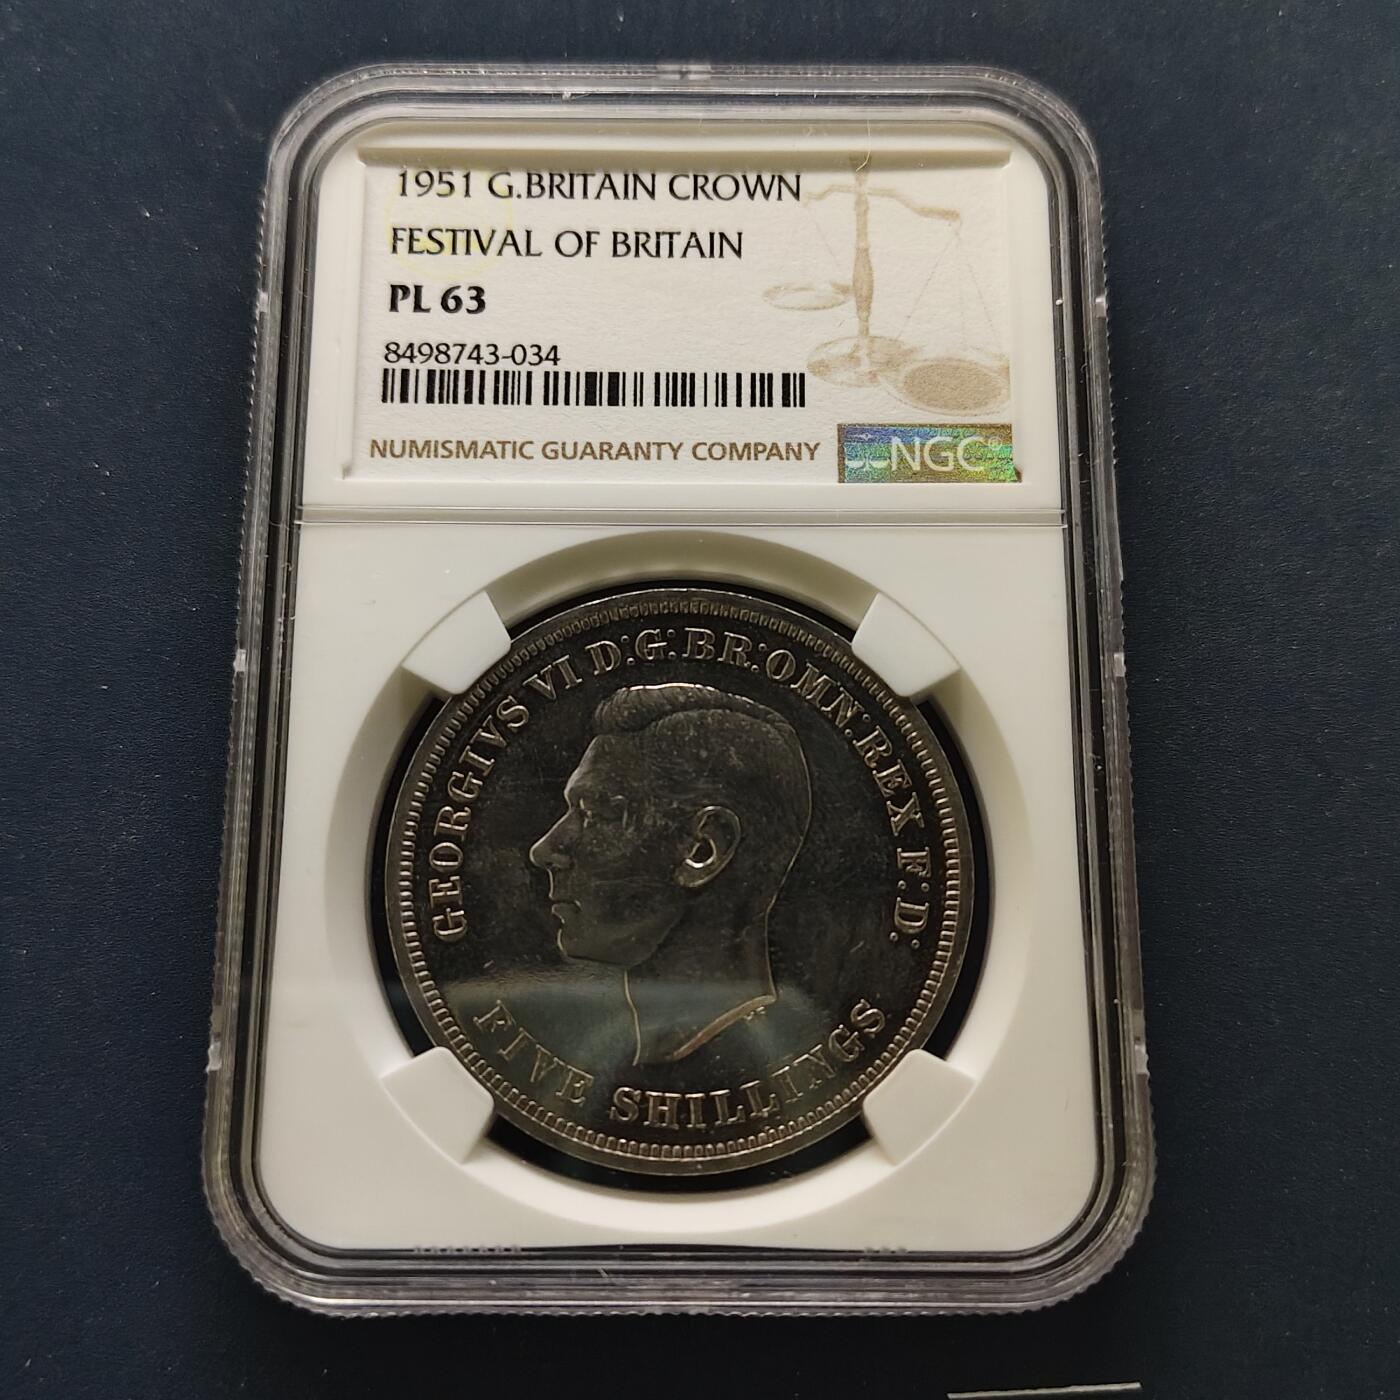 1951 G.BRITAIN CROWN
FESTIVAL OF BRITAIN
PL 63
8498743-034
NUMISMATIC GUARANTY COMPANY
NGC®
GEORGIVS VI D:G:BR:OMN:REX F:D:
FIVE SHILLINGS